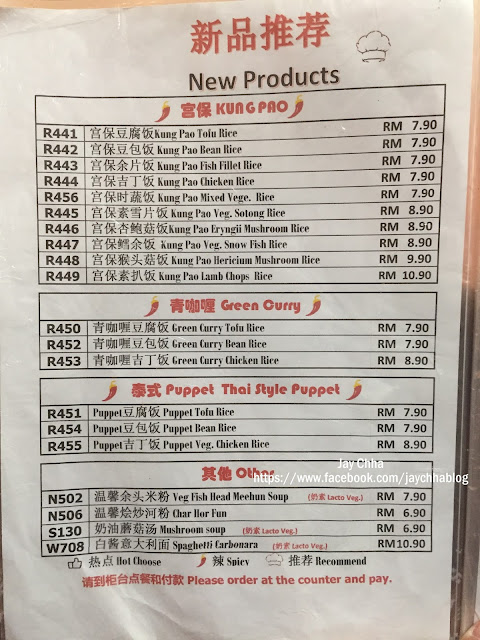 新品推荐
New Products
宫保 KUNG PAO
R441 宫保豆腐饭 Kung Pao Tofu Rice RM 7.90
R442 宫保豆包饭 Kung Pao Bean Rice RM 7.90
R443 宫保余片饭 Kung Pao Fish Fillet Rice RM 7.90
R444 宫保吉丁饭 Kung Pao Chicken Rice RM 7.90
R456 宫保时蔬饭 Kung Pao Mixed Vege. Rice RM 7.90
R445 宫保素雪片饭 Kung Pao Veg. Sotong Rice RM 8.90
R446 宫保杏鲍菇饭 Kung Pao Eryngii Mushroom Rice RM 8.90
R447 宫保鳕余饭 Kung Pao Veg. Snow Fish Rice RM 8.90
R448 宫保猴头菇饭 Kung Pao Hericium Mushroom Rice RM 9.90
R449 宫保素扒饭 Kung Pao Lamb Chops Rice RM 10.90
青咖喱 Green Curry
R450 青咖喱豆腐饭 Green Curry Tofu Rice RM 7.90
R452 青咖喱豆包饭 Green Curry Bean Rice RM 7.90
R453 青咖喱吉丁饭 Green Curry Chicken Rice RM 8.90
泰式 Puppet Thai Style Puppet
R451 Puppet豆腐饭 Puppet Tofu Rice RM 7.90
R454 Puppet豆包饭 Puppet Bean Rice RM 7.90
R455 Puppet吉丁饭 Puppet Veg. Chicken Rice RM 8.90
其他 Other
Jay Chha
https://www.facebook.com/jaychhablog
N502 温馨余头米粉 Veg Fish Head Meehun Soup (奶素 Lacto Veg.) RM 7.90
N506 温馨烩炒河粉 Char Hor Fun RM 6.90
S130 奶油蘑菇汤 Mushroom soup (奶素 Lacto Veg.) RM 6.90
W708 白酱意大利面 Spaghetti Carbonara (奶素 Lacto Veg.) RM10.90
热点 Hot Choose 辣 Spicy 推荐 Recommend
请到柜台点餐和付款 Please order at the counter and pay.